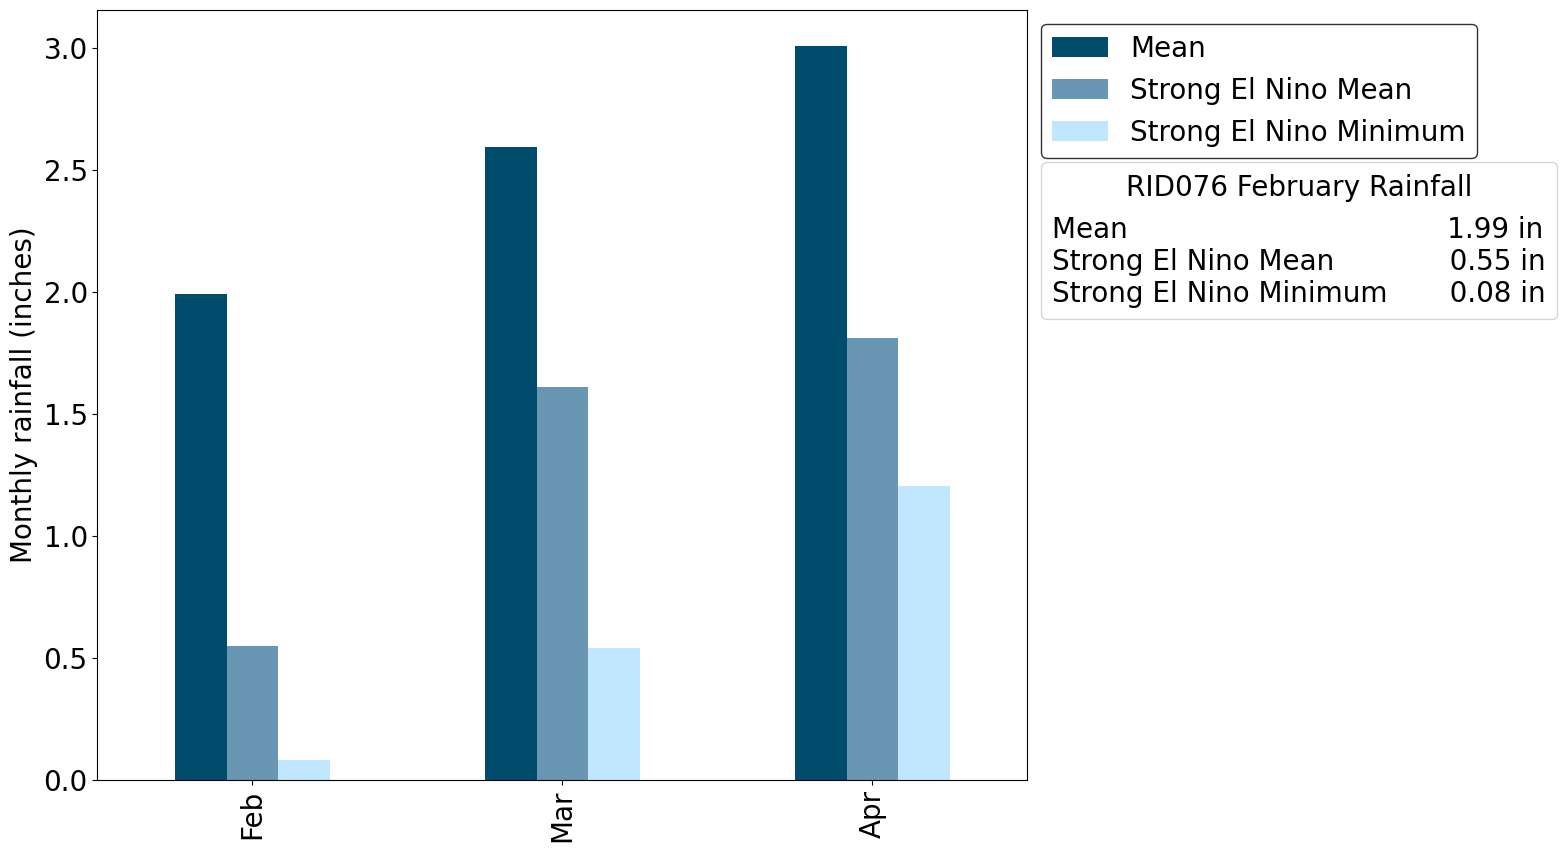 Monthly rainfall (inches)
3.0
2.5
2.0
1.5
1.0
0.5
0.0
Feb
Mar
Apr
Mean
Strong El Nino Mean
Strong El Nino Minimum
RID076 February Rainfall
Mean 1.99 in
Strong El Nino Mean 0.55 in
Strong El Nino Minimum 0.08 in